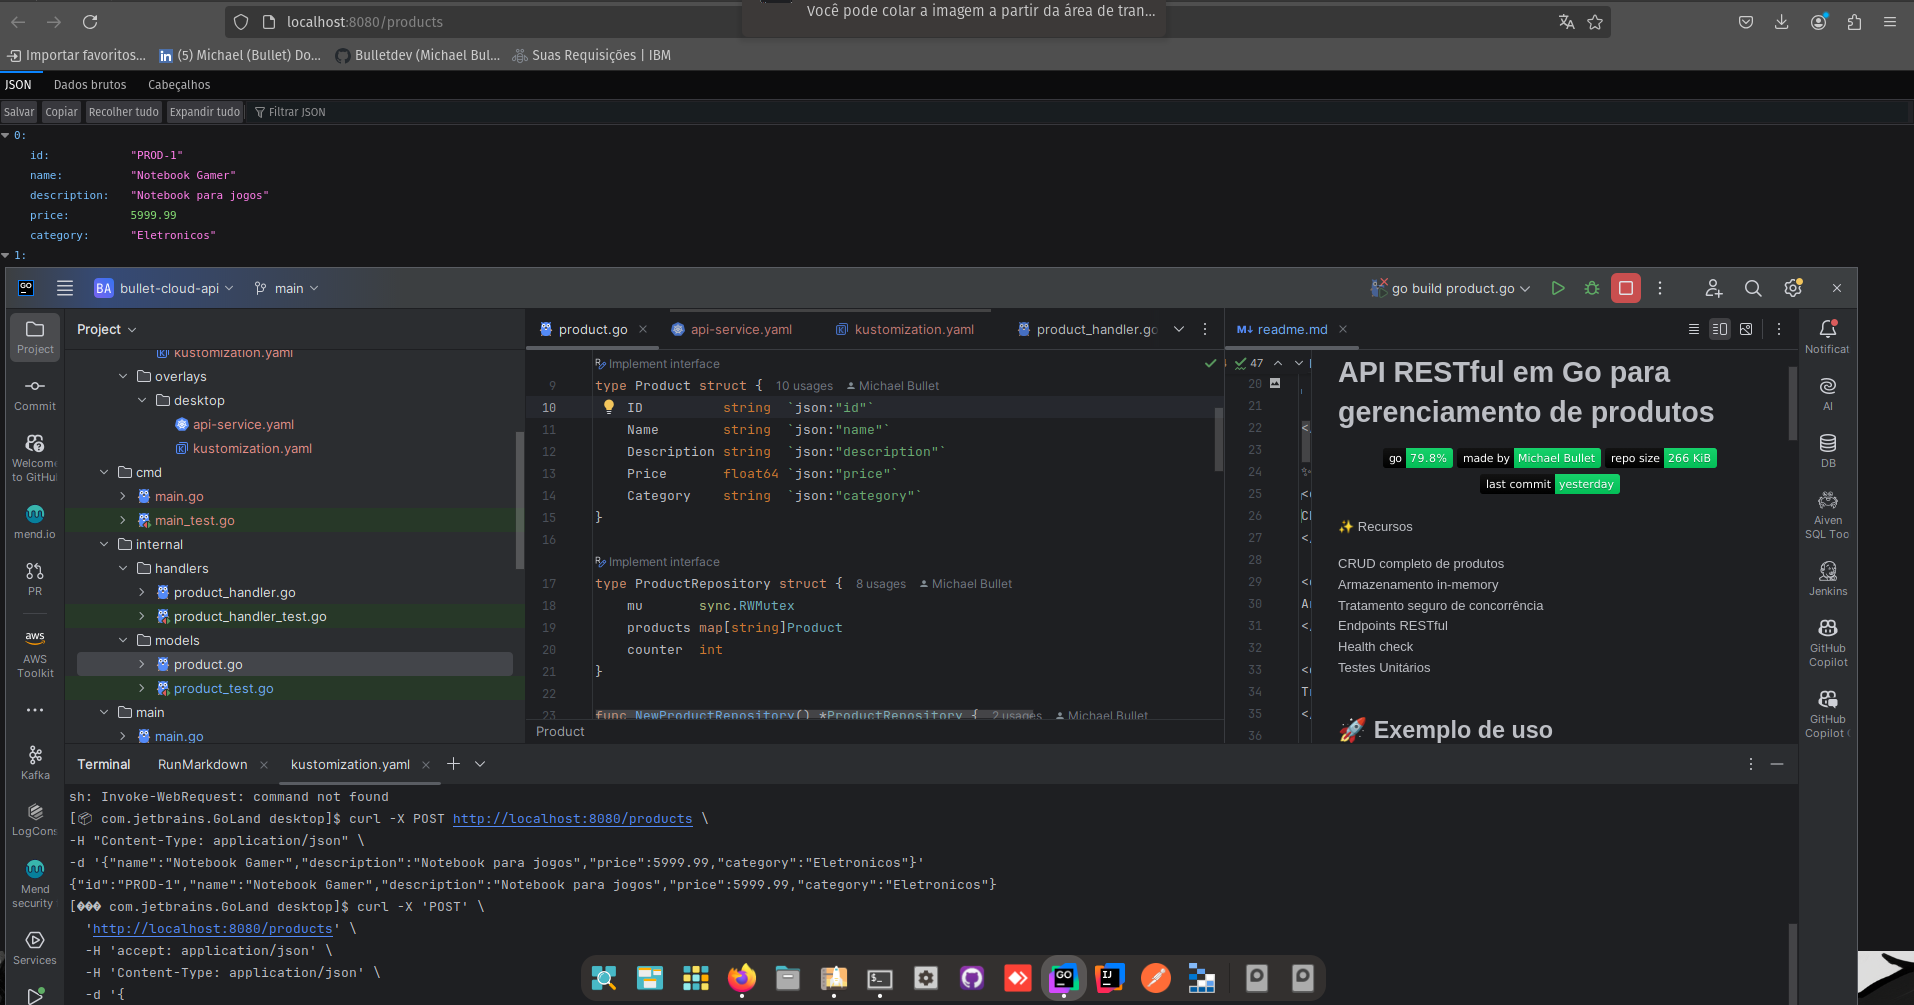 localhost:8080/products
Você pode colar a imagem a partir da área de tran...
Importar favoritos...
(5) Michael (Bullet) Do...
Bulletdev (Michael Bul...
Suas Requisições | IBM
JSON
Dados brutos
Cabeçalhos
Salvar
Copiar
Recolher tudo
Expandir tudo
Filtrar JSON
0:
id: "PROD-1"
name: "Notebook Gamer"
description: "Notebook para jogos"
price: 5999.99
category: "Eletronicos"
1:
GO
BA bullet-cloud-api
main
go build product.go
Project
Commit
Welcome
to GitHu
mend.io
PR
aws
AWS
Toolkit
Kafka
LogCons
Mend
security
Services
Project
kustomization.yaml
overlays
desktop
api-service.yaml
kustomization.yaml
cmd
main.go
main_test.go
internal
handlers
product_handler.go
product_handler_test.go
models
product.go
product_test.go
main
main.go
product.go
api-service.yaml
kustomization.yaml
product_handler.go
Implement interface
9 type Product struct { 10 usages Michael Bullet
10 ID string `json:"id"`
11 Name string `json:"name"`
12 Description string `json:"description"`
13 Price float64 `json:"price"`
14 Category string `json:"category"`
15 }
16
Implement interface
17 type ProductRepository struct { 8 usages Michael Bullet
18 mu sync.RWMutex
19 products map[string]Product
20 counter int
21 }
22
23 func NewProductRepository() *ProductRepository { 2 usages Michael Bullet
Product
readme.md
47
20
21
22 </
23
24
25 <
26
27 </
28
29 <
30
31 </
32
33 <
34
35 </
36
API RESTful em Go para
gerenciamento de produtos
go 79.8%
made by Michael Bullet
repo size 266 KiB
last commit yesterday
✨ Recursos
CRUD completo de produtos
Armazenamento in-memory
Tratamento seguro de concorrência
Endpoints RESTful
Health check
Testes Unitários
🚀 Exemplo de uso
Notificat
AI
DB
Aiven
SQL Too
Jenkins
GitHub
Copilot
GitHub
Copilot
Terminal
RunMarkdown
kustomization.yaml
sh: Invoke-WebRequest: command not found
[📦 com.jetbrains.GoLand desktop]$ curl -X POST http://localhost:8080/products \
-H "Content-Type: application/json" \
-d '{"name":"Notebook Gamer","description":"Notebook para jogos","price":5999.99,"category":"Eletronicos"}'
{"id":"PROD-1","name":"Notebook Gamer","description":"Notebook para jogos","price":5999.99,"category":"Eletronicos"}
[��� com.jetbrains.GoLand desktop]$ curl -X 'POST' \
'http://localhost:8080/products' \
-H 'accept: application/json' \
-H 'Content-Type: application/json' \
-d '{
GO
IJ